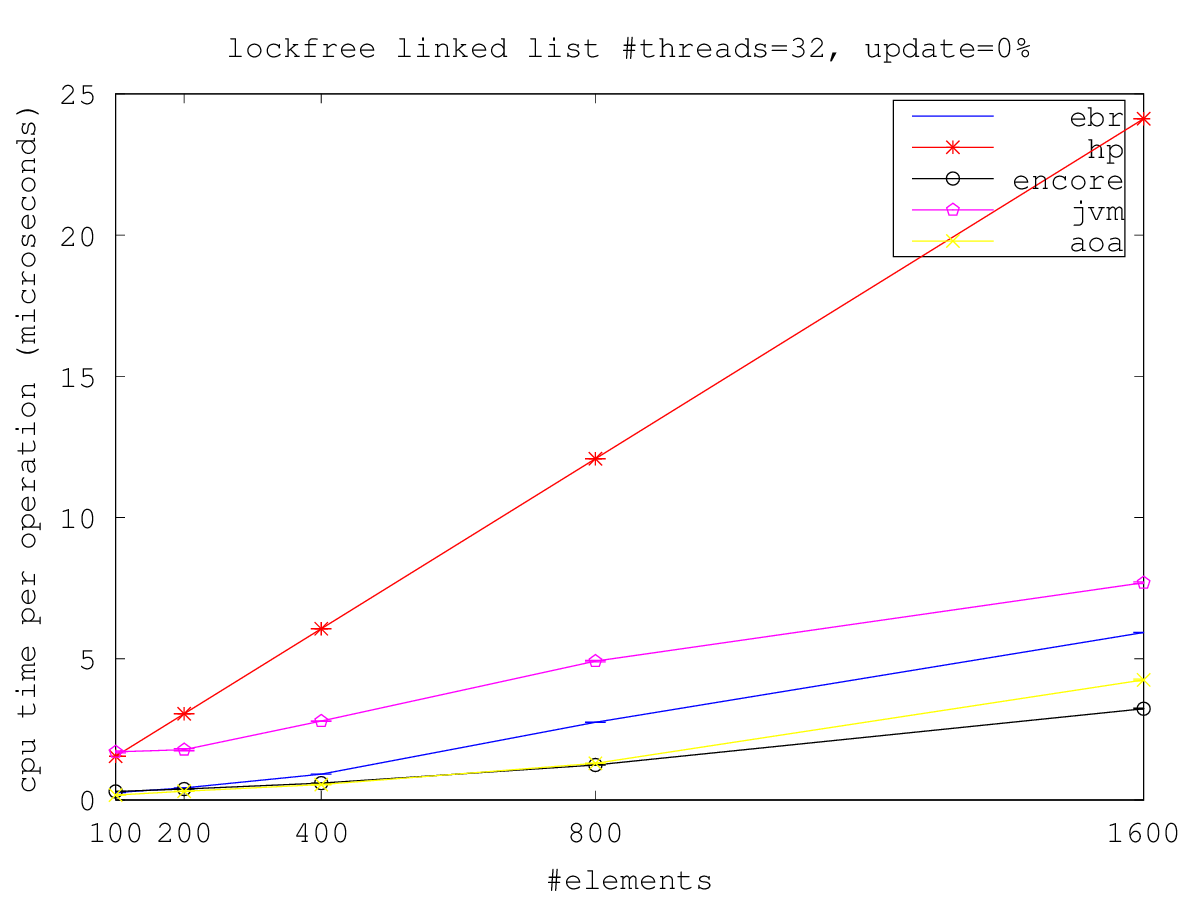 lockfree linked list #threads=32, update=0%
25
20
15
10
5
0
cpu time per operation (microseconds)
ebr
hp
encore
jvm
aoa
100 200 400 800 1600
#elements